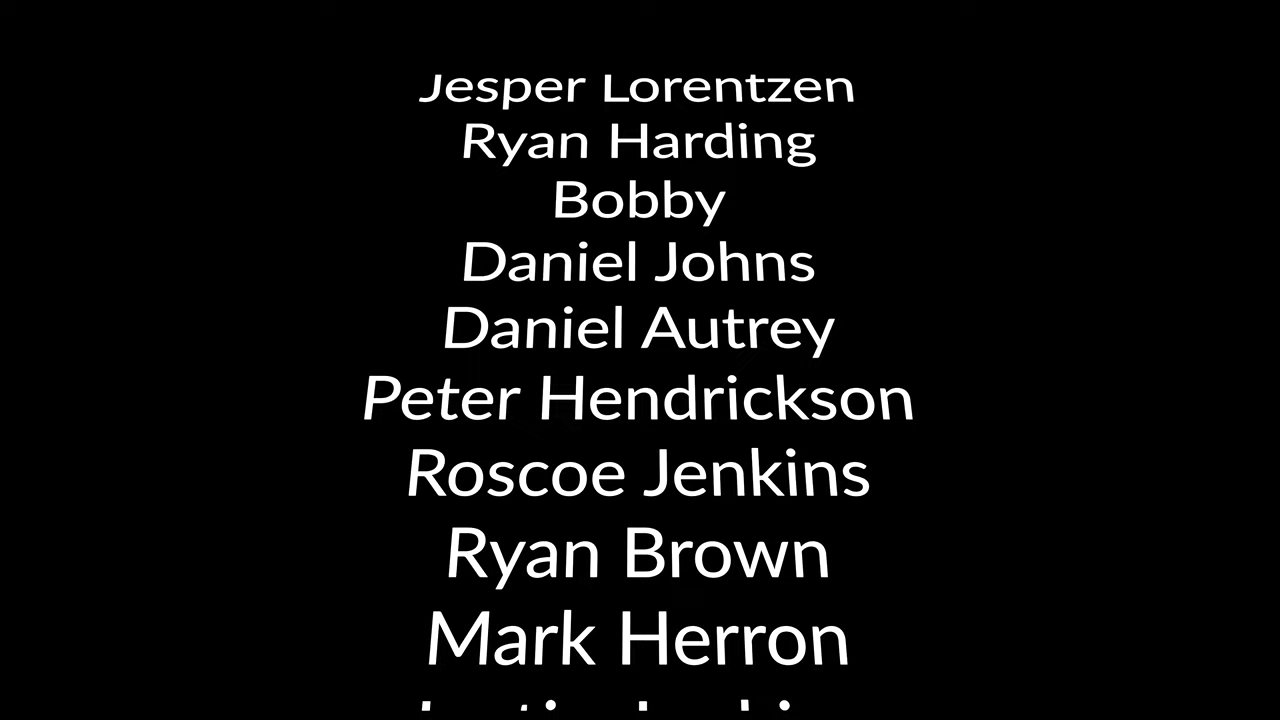 Jesper Lorentzen
Ryan Harding
Bobby
Daniel Johns
Daniel Autrey
Peter Hendrickson
Roscoe Jenkins
Ryan Brown
Mark Herron